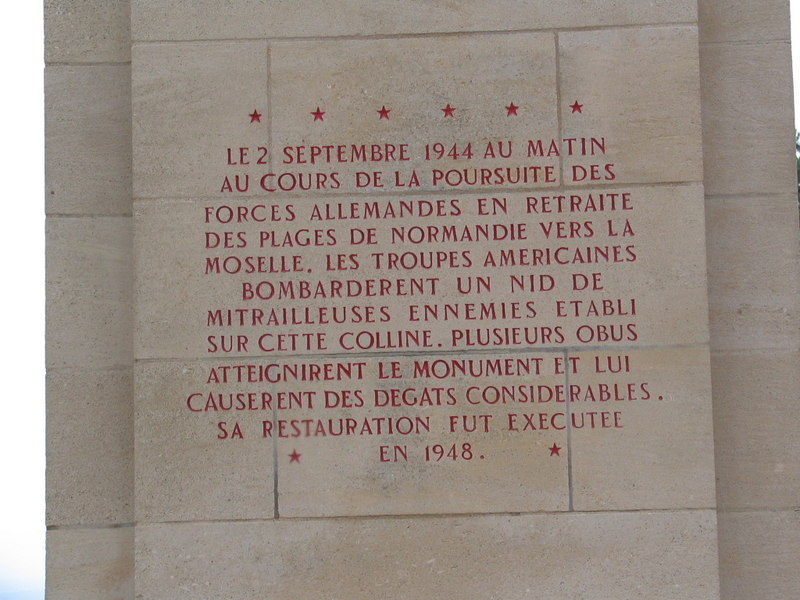 LE 2 SEPTEMBRE 1944 AU MATIN
AU COURS DE LA POURSUITE DES
FORCES ALLEMANDES EN RETRAITE
DES PLAGES DE NORMANDIE VERS LA
MOSELLE. LES TROUPES AMERICAINES
BOMBARDERENT UN NID DE
MITRAILLEUSES ENNEMIES ETABLI
SUR CETTE COLLINE. PLUSIEURS OBUS
ATTEIGNIRENT LE MONUMENT ET LUI
CAUSERENT DES DEGATS CONSIDERABLES.
SA RESTAURATION FUT EXECUTEE
EN 1948.